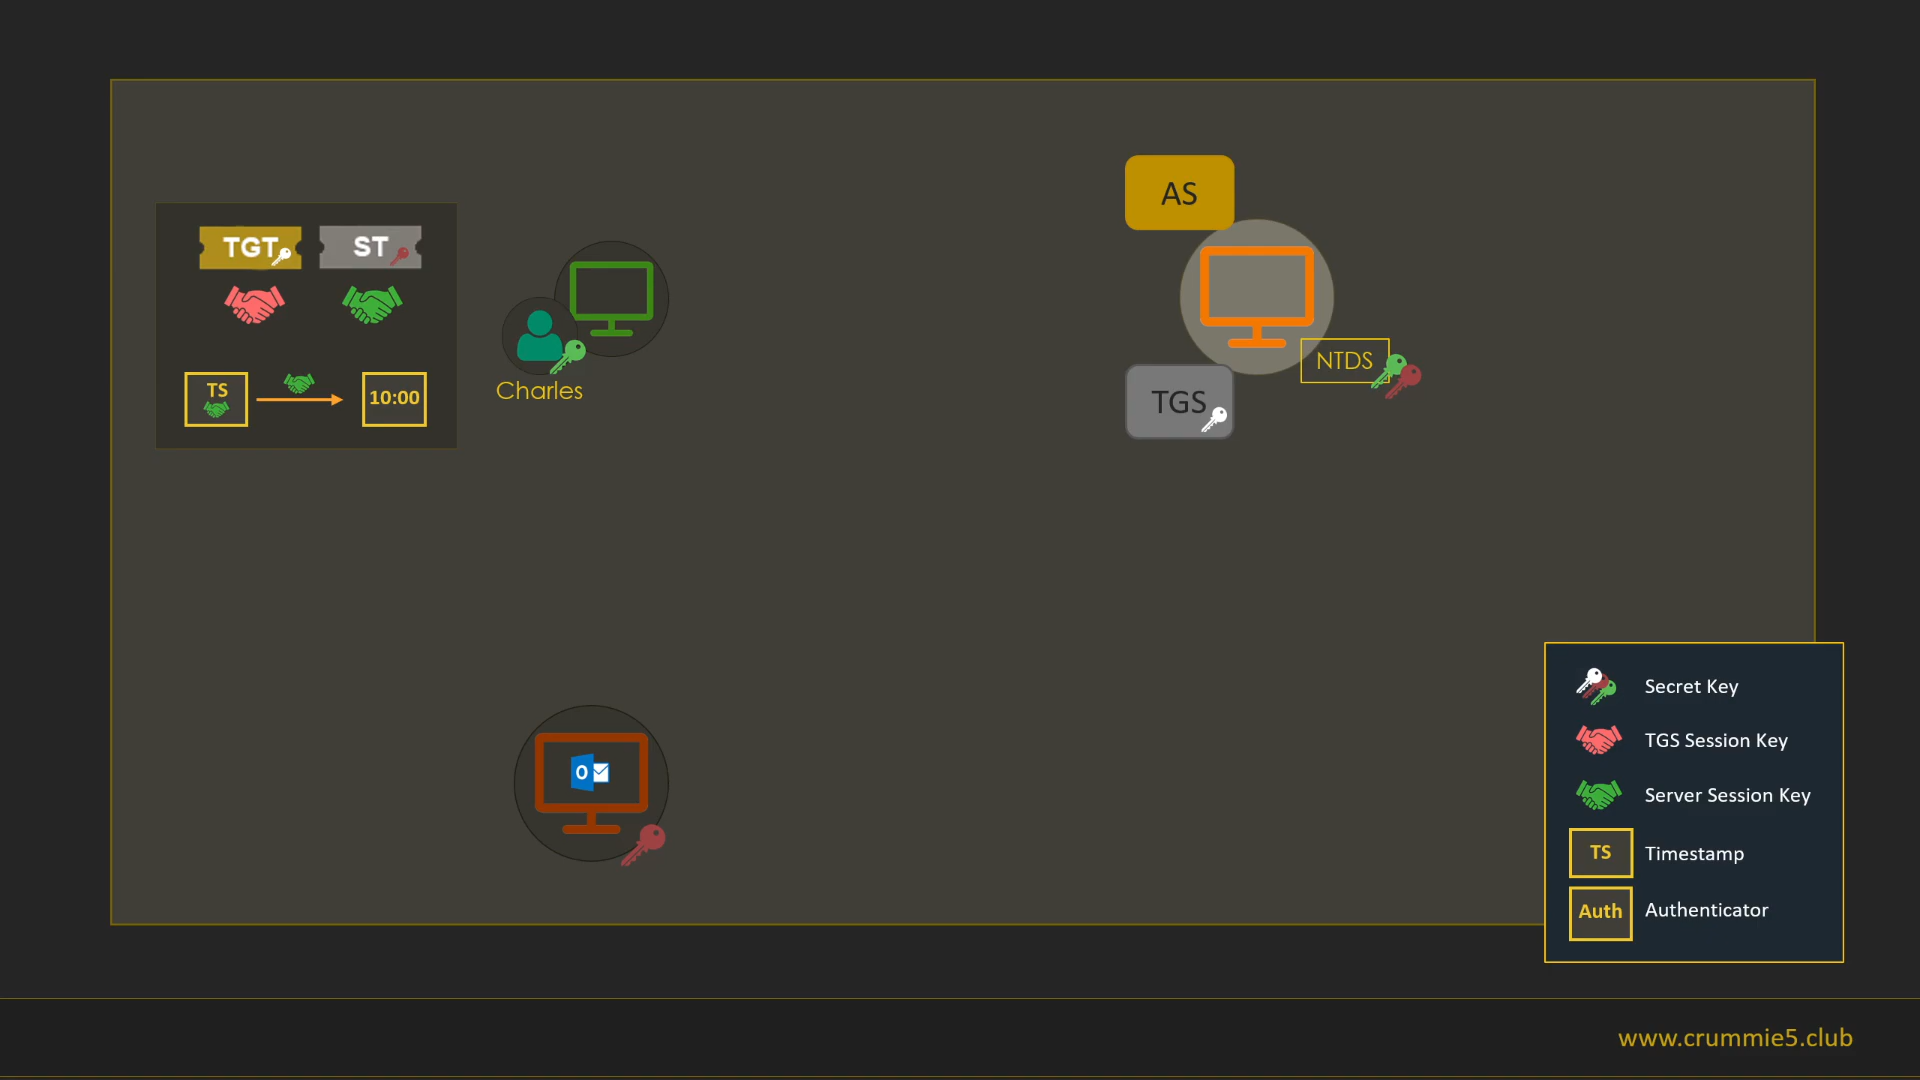 AS
TGT
ST
TS
10:00
Charles
NTDS
TGS
O
Secret Key
TGS Session Key
Server Session Key
TS
Timestamp
Auth
Authenticator
www.crummie5.club